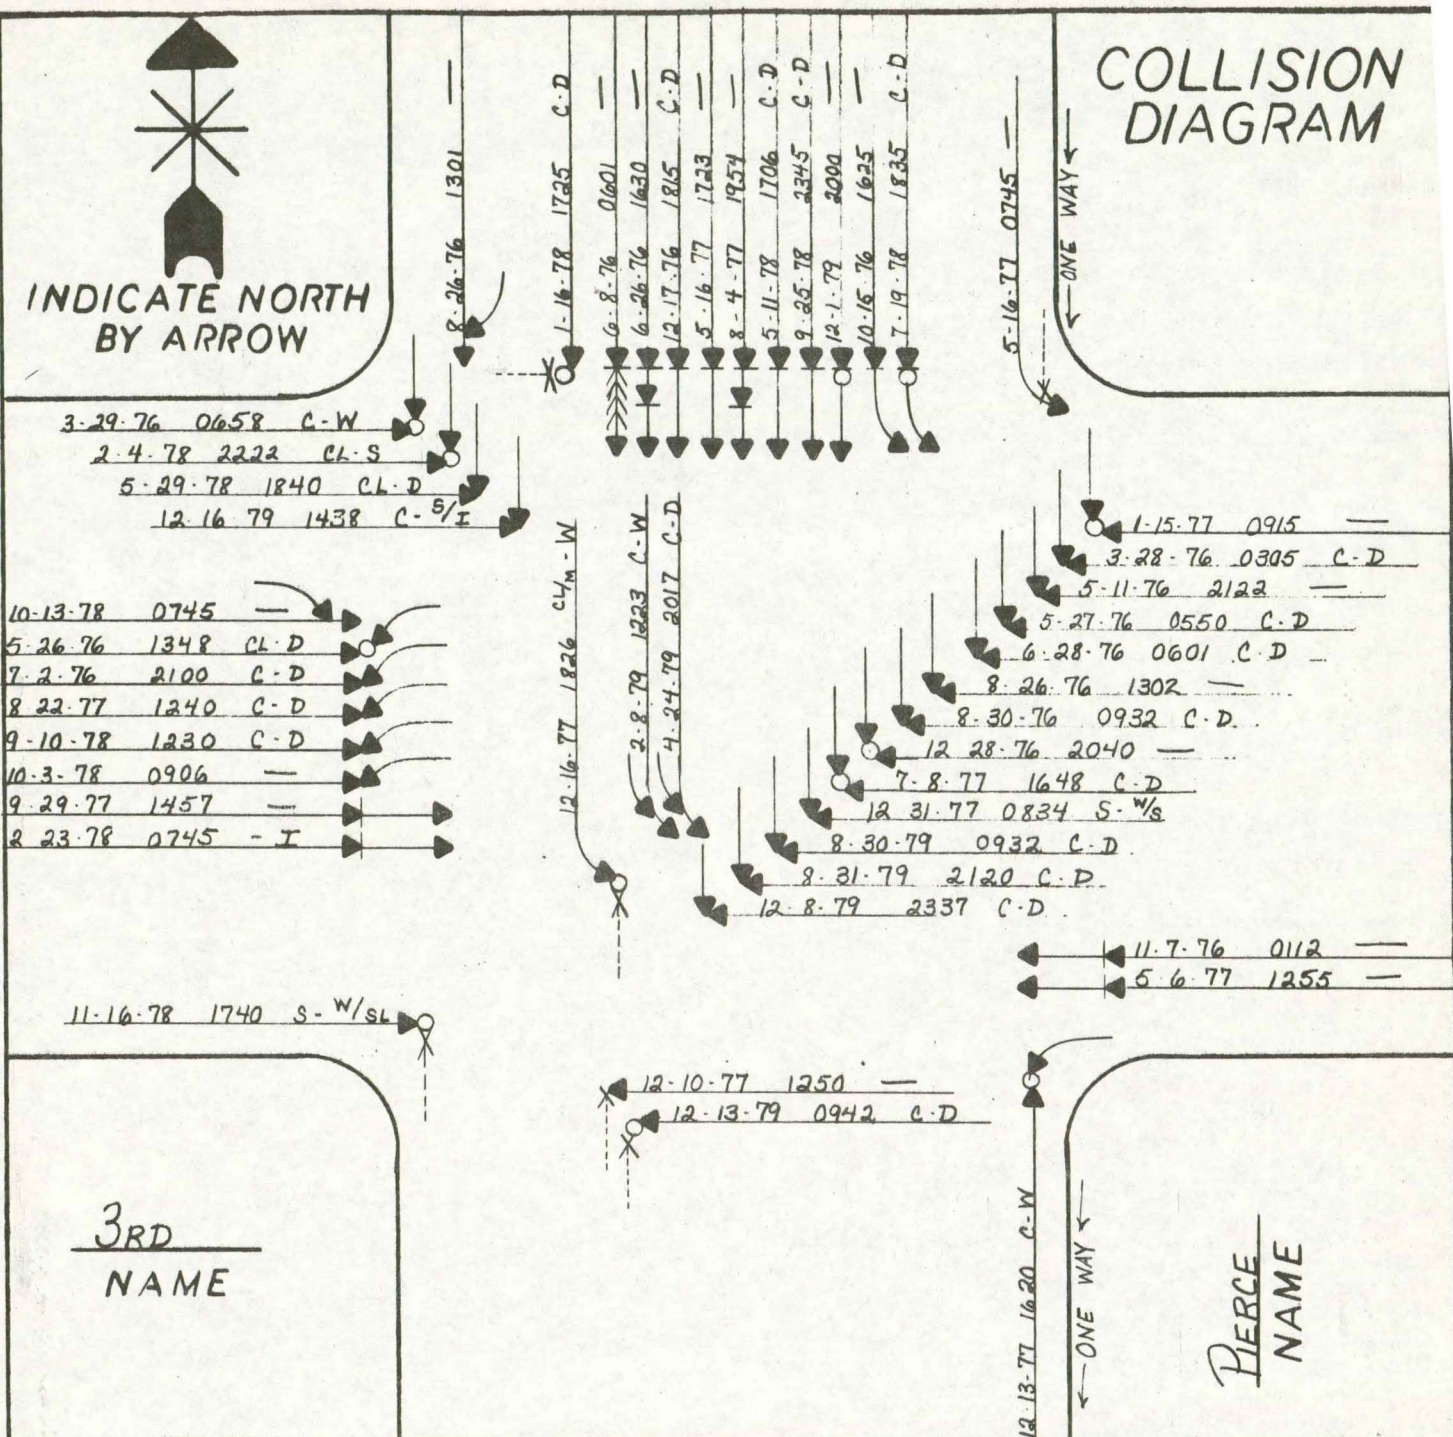 COLLISION
DIAGRAM
INDICATE NORTH
BY ARROW
8-26-76 1301 —
1-16-78 1725 C-D
6-8-76 0601 —
6-26-76 1630 —
12-17-76 1815 C-D
5-16-77 1723 —
8-4-77 1954 —
5-11-78 1706 C-D
9-25-78 2345 C-D
12-1-79 2000 —
10-15-76 1625 —
7-19-78 1835 C-D
5-16-77 0745 —
ONE WAY
3-29-76 0658 C-W
2-4-78 2222 CL-S
5-29-78 1840 CL-D
12-16-79 1438 C-S/I
10-13-78 0745 —
5-26-76 1348 CL-D
7-2-76 2100 C-D
8-22-77 1240 C-D
9-10-78 1230 C-D
10-3-78 0906 —
9-29-77 1457 —
2-23-78 0745 - I
12-16-77 1826 CL/M-W
2-8-79 1223 C-W
4-24-79 2017 C-D
1-15-77 0915 —
3-28-76 0305 C-D
5-11-76 2122 —
5-27-76 0550 C-D
6-28-76 0601 C-D
8-26-76 1302 —
8-30-76 0932 C-D
12-28-76 2040 —
7-8-77 1648 C-D
12-31-77 0834 S-W/S
8-30-79 0932 C-D
8-31-79 2120 C-D
12-8-79 2337 C-D
11-7-76 0112 —
5-6-77 1255 —
11-16-78 1740 S-W/SL
12-10-77 1250 —
12-13-79 0942 C-D
12-13-77 1620 C-W
ONE WAY
3RD
NAME
PIERCE
NAME